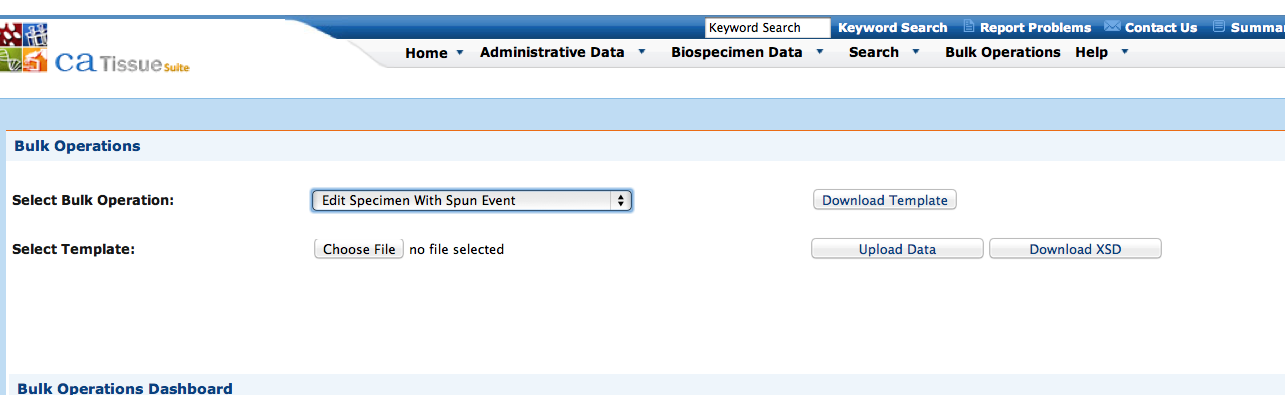 Keyword Search Keyword Search Report Problems Contact Us Summar
ca Tissue Suite
Home Administrative Data Biospecimen Data Search Bulk Operations Help
Bulk Operations
Select Bulk Operation: Edit Specimen With Spun Event Download Template
Select Template: Choose File no file selected Upload Data Download XSD
Bulk Operations Dashboard